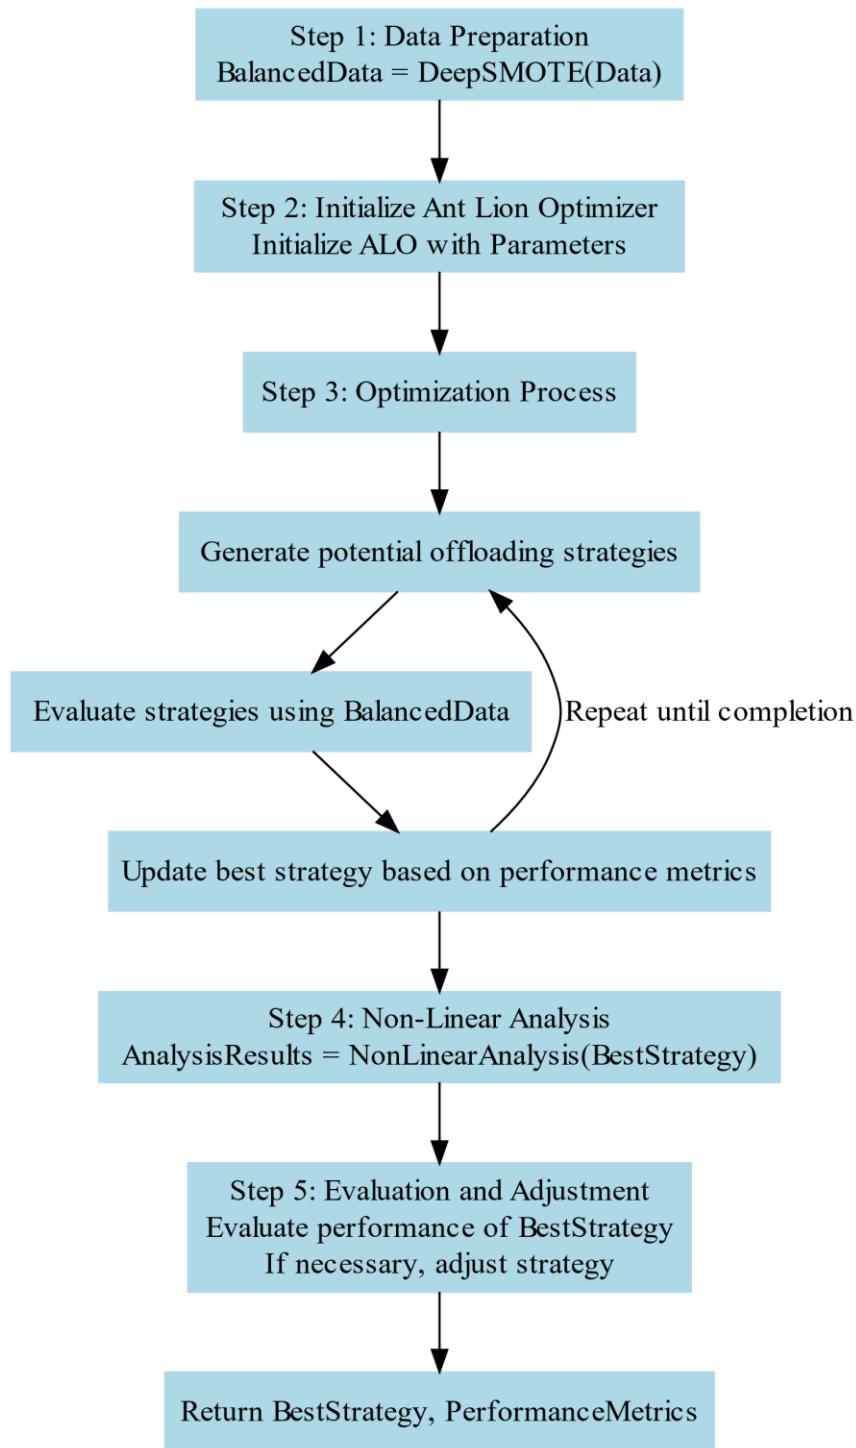 Step 1: Data Preparation
BalancedData = DeepSMOTE(Data)
Step 2: Initialize Ant Lion Optimizer
Initialize ALO with Parameters
Step 3: Optimization Process
Generate potential offloading strategies
Evaluate strategies using BalancedData
Repeat until completion
Update best strategy based on performance metrics
Step 4: Non-Linear Analysis
AnalysisResults = NonLinearAnalysis(BestStrategy)
Step 5: Evaluation and Adjustment
Evaluate performance of BestStrategy
If necessary, adjust strategy
Return BestStrategy, PerformanceMetrics